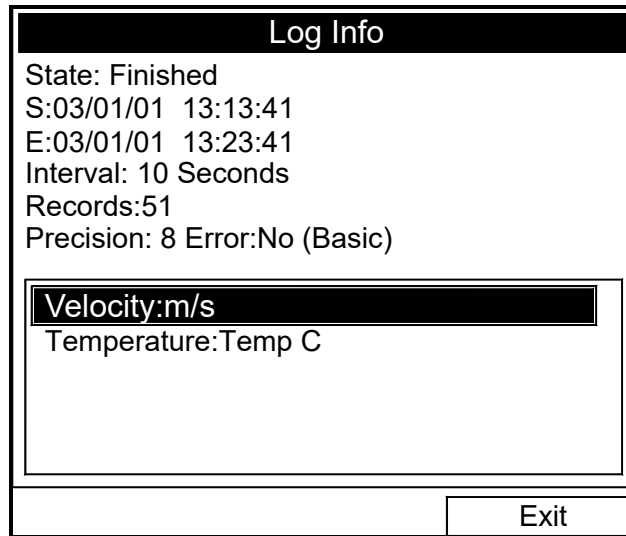 Log Info
State: Finished
S:03/01/01 13:13:41
E:03/01/01 13:23:41
Interval: 10 Seconds
Records:51
Precision: 8 Error:No (Basic)
Velocity:m/s
Temperature:Temp C
Exit